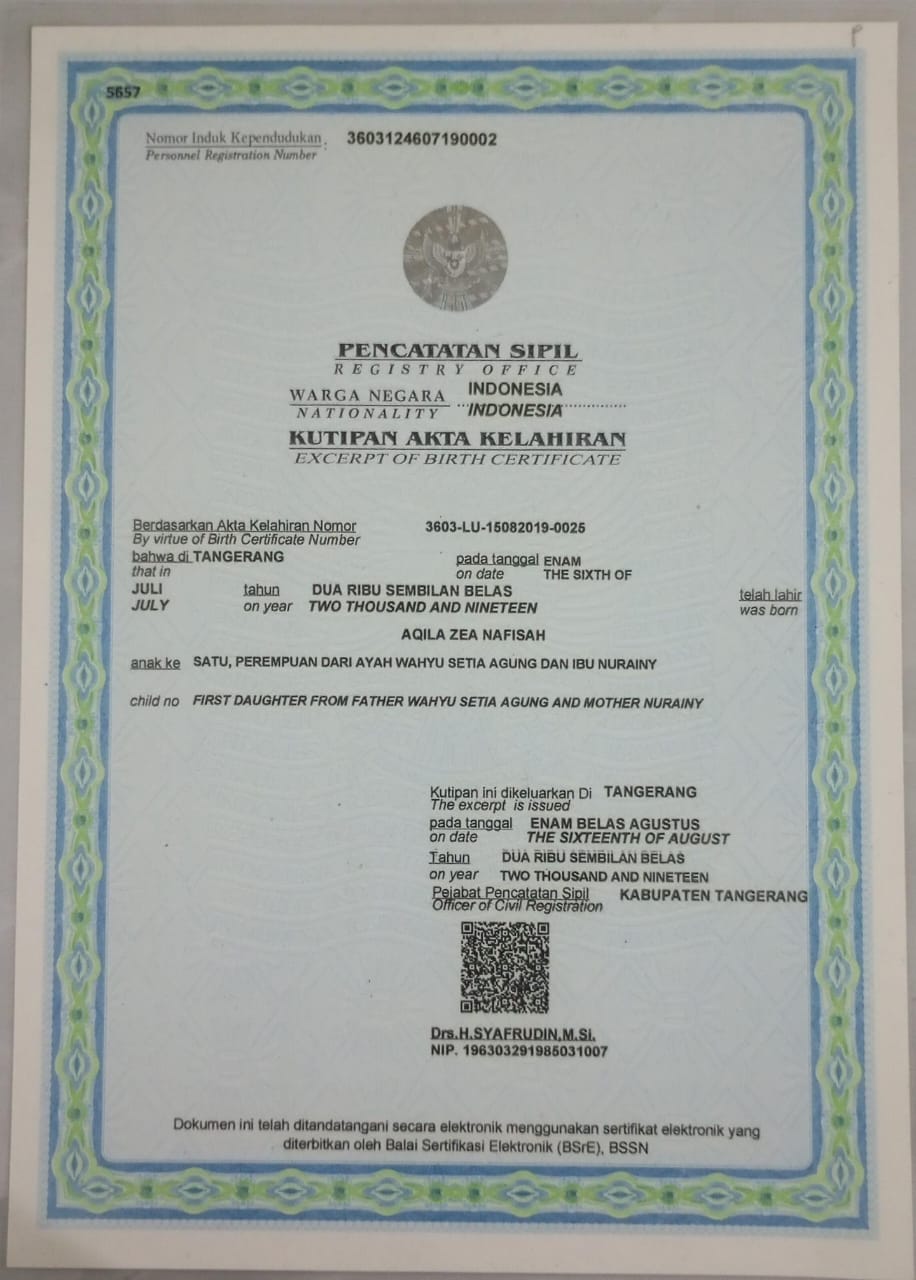 5657
Nomor Induk Kependudukan : 3603124607190002
Personnel Registration Number
PENCATATAN SIPIL
REGISTRY OFFICE
WARGA NEGARA INDONESIA
NATIONALITY INDONESIA
KUTIPAN AKTA KELAHIRAN
EXCERPT OF BIRTH CERTIFICATE
Berdasarkan Akta Kelahiran Nomor 3603-LU-15082019-0025
By virtue of Birth Certificate Number
bahwa di TANGERANG pada tanggal ENAM
that in on date THE SIXTH OF
JULI tahun DUA RIBU SEMBILAN BELAS telah lahir
JULY on year TWO THOUSAND AND NINETEEN was born
AQILA ZEA NAFISAH
anak ke SATU, PEREMPUAN DARI AYAH WAHYU SETIA AGUNG DAN IBU NURAINY
child no FIRST DAUGHTER FROM FATHER WAHYU SETIA AGUNG AND MOTHER NURAINY
Kutipan ini dikeluarkan Di TANGERANG
The excerpt is issued
pada tanggal ENAM BELAS AGUSTUS
on date THE SIXTEENTH OF AUGUST
Tahun DUA RIBU SEMBILAN BELAS
on year TWO THOUSAND AND NINETEEN
Pejabat Pencatatan Sipil KABUPATEN TANGERANG
Officer of Civil Registration
Drs.H.SYAFRUDIN,M.Si.
NIP. 196303291985031007
Dokumen ini telah ditandatangani secara elektronik menggunakan sertifikat elektronik yang
diterbitkan oleh Balai Sertifikasi Elektronik (BSrE), BSSN